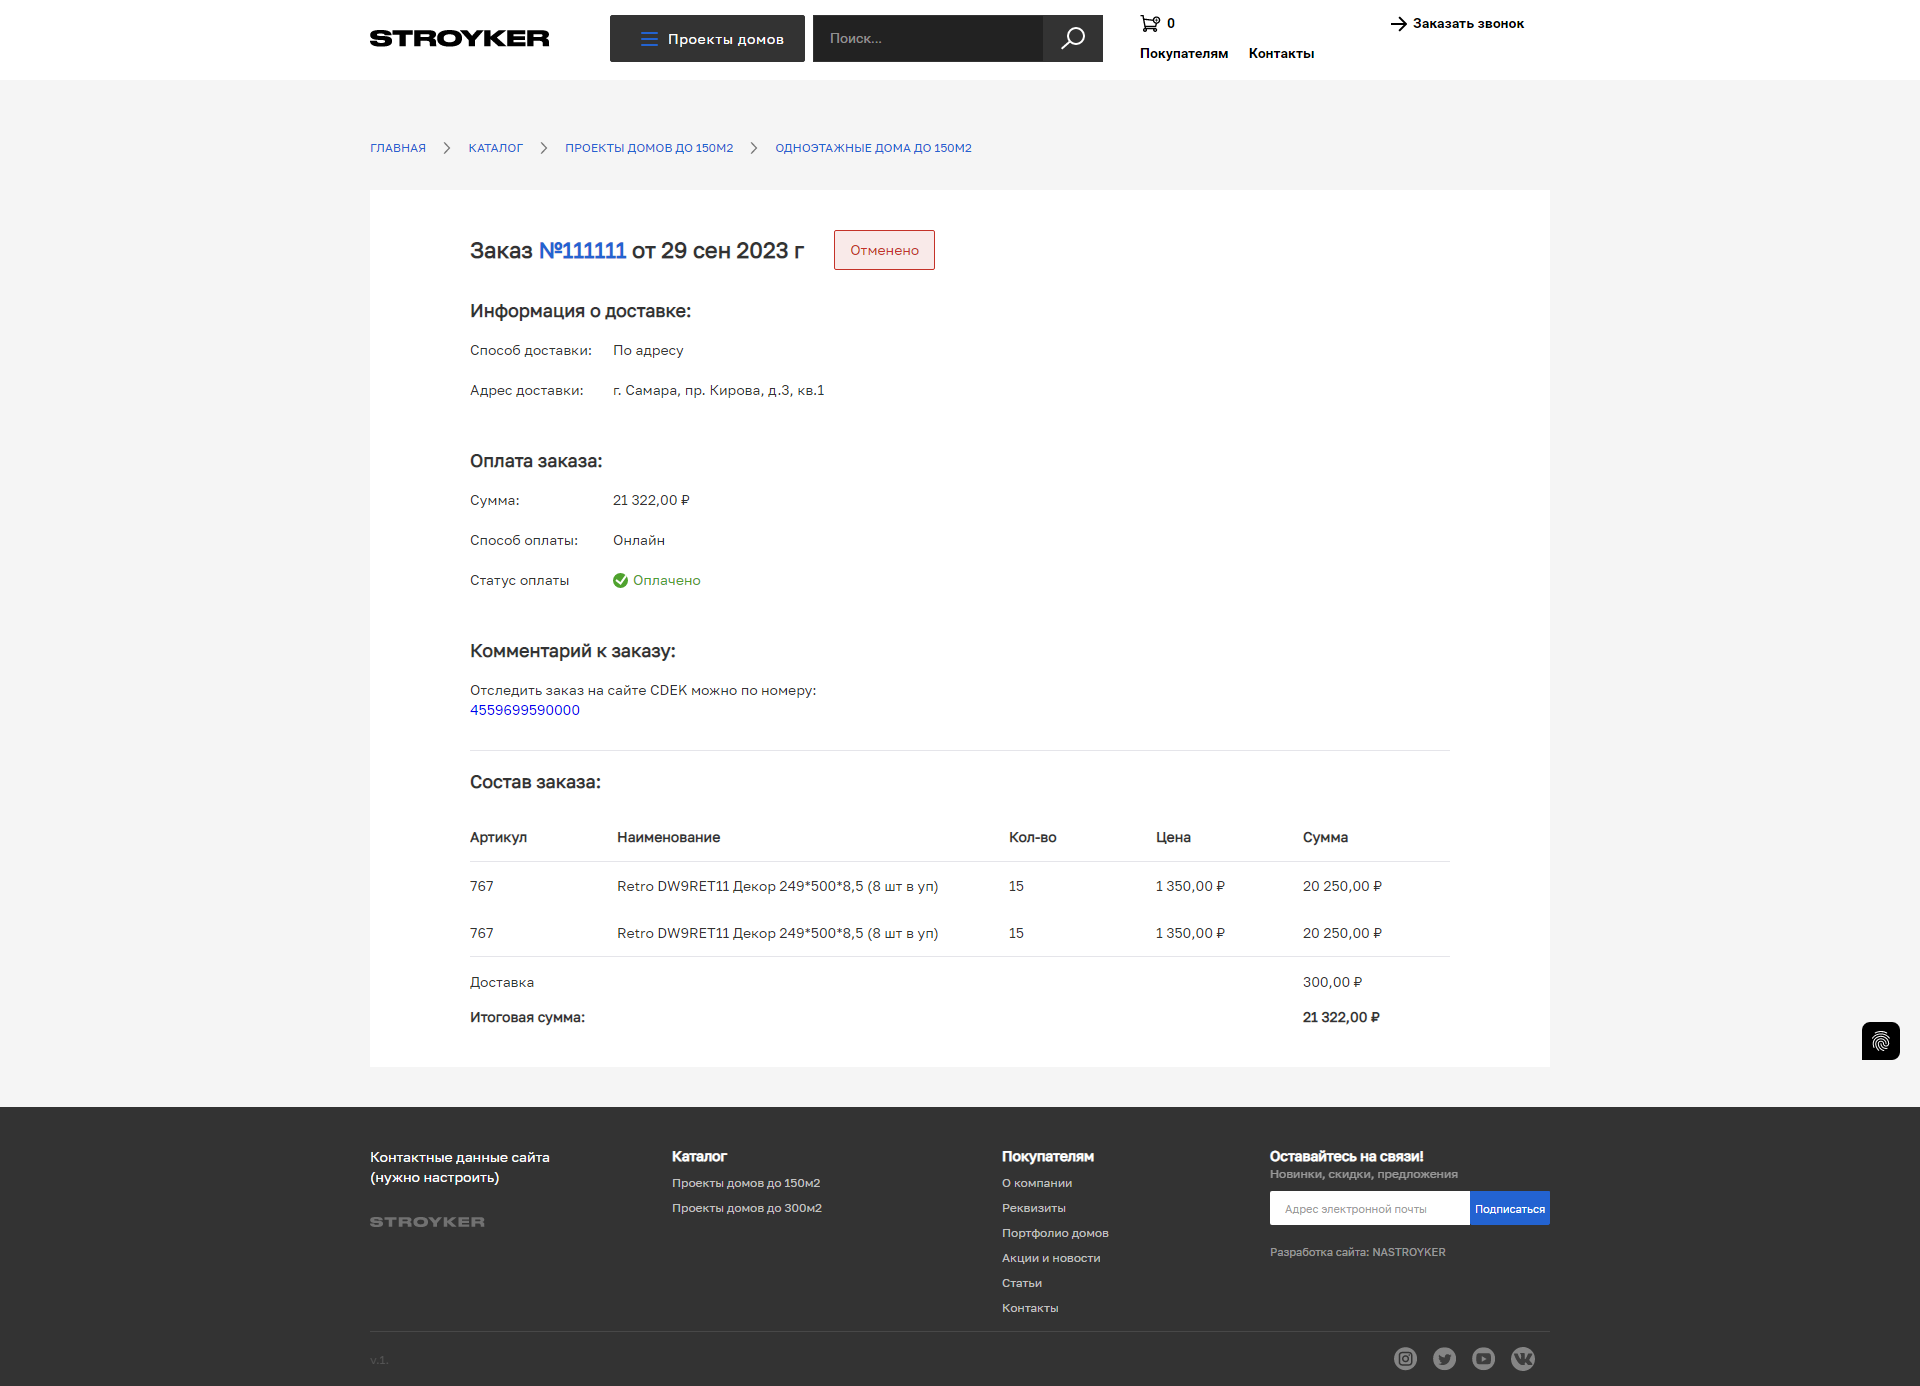 STROYKER
Проекты домов
Поиск...
0
Заказать звонок
Покупателям Контакты
ГЛАВНАЯ КАТАЛОГ ПРОЕКТЫ ДОМОВ ДО 150М2 ОДНОЭТАЖНЫЕ ДОМА ДО 150М2
Заказ №111111 от 29 сен 2023 г
Отменено
Информация о доставке:
Способ доставки: По адресу
Адрес доставки: г. Самара, пр. Кирова, д.3, кв.1
Оплата заказа:
Сумма: 21 322,00 ₽
Способ оплаты: Онлайн
Статус оплаты Оплачено
Комментарий к заказу:
Отследить заказ на сайте CDEK можно по номеру:
4559699590000
Состав заказа:
Артикул Наименование Кол-во Цена Сумма
767 Retro DW9RET11 Декор 249*500*8,5 (8 шт в уп) 15 1 350,00 ₽ 20 250,00 ₽
767 Retro DW9RET11 Декор 249*500*8,5 (8 шт в уп) 15 1 350,00 ₽ 20 250,00 ₽
Доставка 300,00 ₽
Итоговая сумма: 21 322,00 ₽
Контактные данные сайта
(нужно настроить)
STROYKER
Каталог
Проекты домов до 150м2
Проекты домов до 300м2
Покупателям
О компании
Реквизиты
Портфолио домов
Акции и новости
Статьи
Контакты
Оставайтесь на связи!
Новинки, скидки, предложения
Адрес электронной почты Подписаться
Разработка сайта: NASTROYKER
v.1.